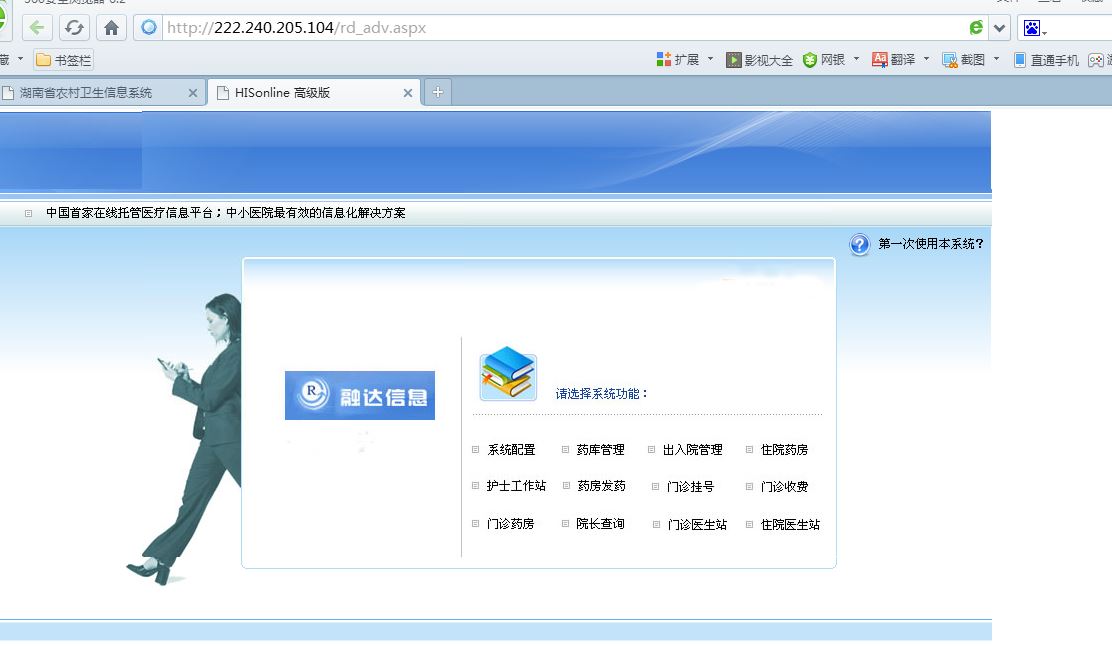 http://222.240.205.104/rd_adv.aspx
藏 书签栏 扩展 影视大全 网银 翻译 截图 直通手机
湖南省农村卫生信息系统 HISonline 高级版
中国首家在线托管医疗信息平台；中小医院最有效的信息化解决方案
第一次使用本系统?
R 融达信息
请选择系统功能：
系统配置 药库管理 出入院管理 住院药房
护士工作站 药房发药 门诊挂号 门诊收费
门诊药房 院长查询 门诊医生站 住院医生站